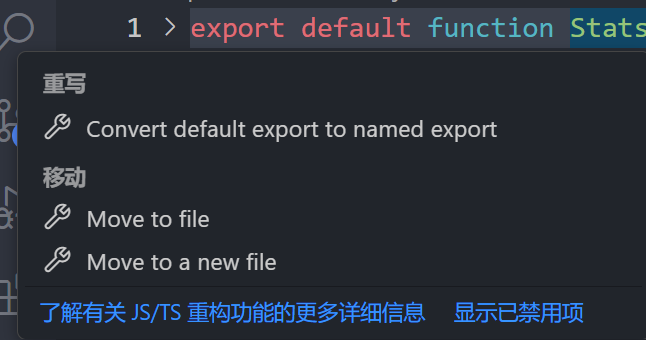 1 export default function Stats
重写
Convert default export to named export
移动
Move to file
Move to a new file
了解有关 JS/TS 重构功能的更多详细信息 显示已禁用项